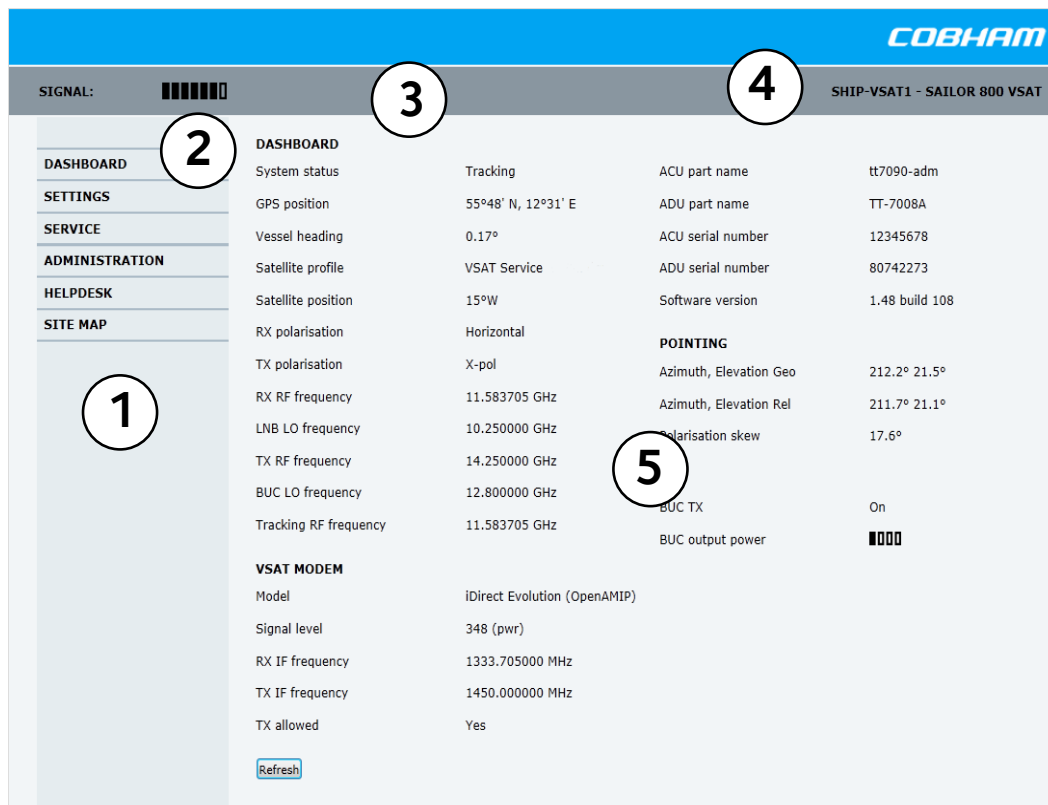 COBHAM
SIGNAL:
SHIP-VSAT1 - SAILOR 800 VSAT
3
4
2
1
5
DASHBOARD
SETTINGS
SERVICE
ADMINISTRATION
HELPDESK
SITE MAP
DASHBOARD
System status Tracking
GPS position 55°48' N, 12°31' E
Vessel heading 0.17°
Satellite profile VSAT Service
Satellite position 15°W
RX polarisation Horizontal
TX polarisation X-pol
RX RF frequency 11.583705 GHz
LNB LO frequency 10.250000 GHz
TX RF frequency 14.250000 GHz
BUC LO frequency 12.800000 GHz
Tracking RF frequency 11.583705 GHz
VSAT MODEM
Model iDirect Evolution (OpenAMIP)
Signal level 348 (pwr)
RX IF frequency 1333.705000 MHz
TX IF frequency 1450.000000 MHz
TX allowed Yes
Refresh
ACU part name tt7090-adm
ADU part name TT-7008A
ACU serial number 12345678
ADU serial number 80742273
Software version 1.48 build 108
POINTING
Azimuth, Elevation Geo 212.2° 21.5°
Azimuth, Elevation Rel 211.7° 21.1°
Polarisation skew 17.6°
BUC TX On
BUC output power